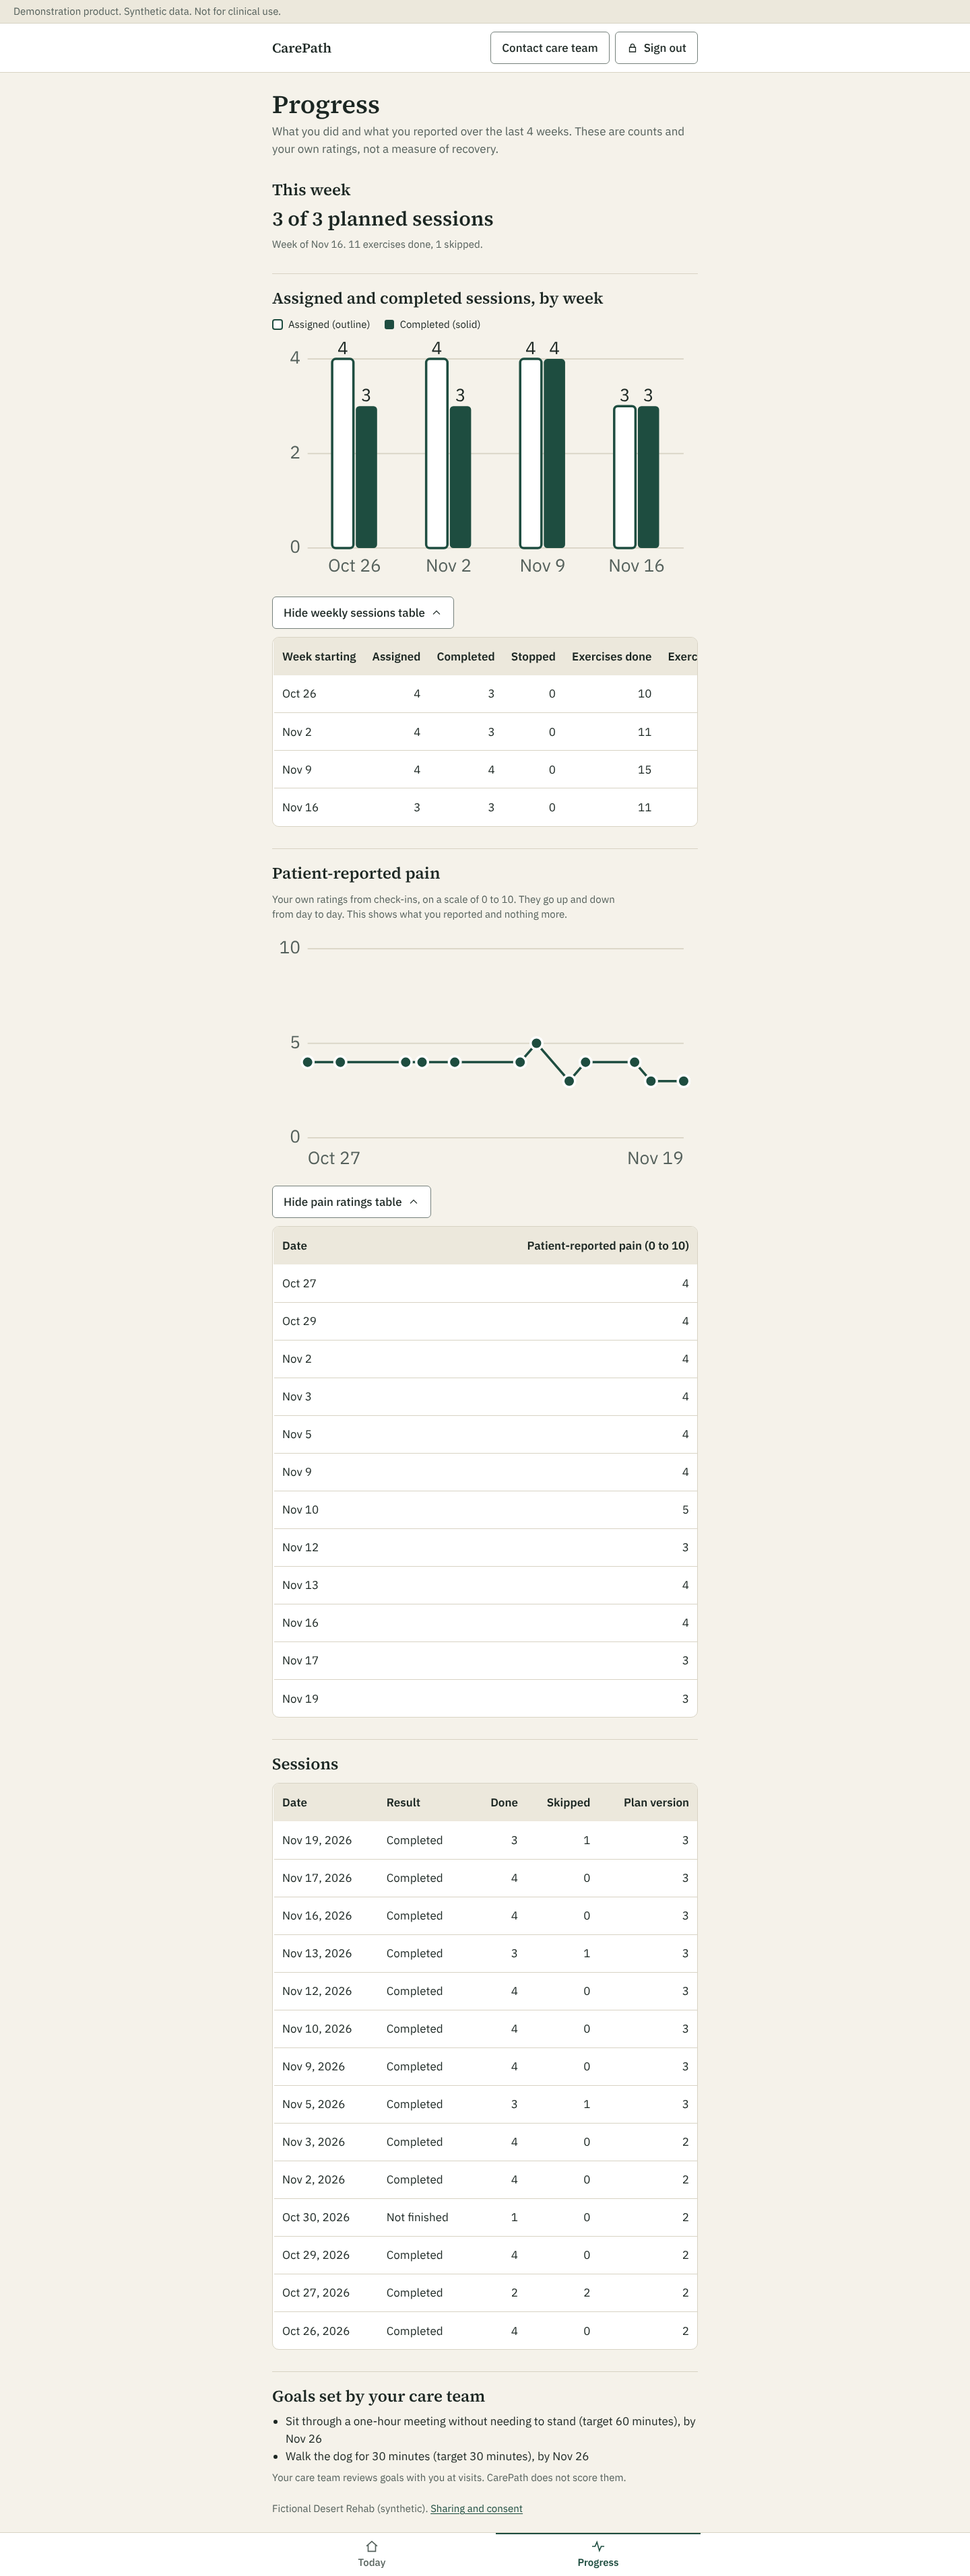 Demonstration product. Synthetic data. Not for clinical use.
CarePath
Contact care team
Sign out
Progress
What you did and what you reported over the last 4 weeks. These are counts and
your own ratings, not a measure of recovery.
This week
3 of 3 planned sessions
Week of Nov 16. 11 exercises done, 1 skipped.
Assigned and completed sessions, by week
Assigned (outline) Completed (solid)
4 4 4 4 4
3 3 3 3
2
0
Oct 26 Nov 2 Nov 9 Nov 16
Hide weekly sessions table
Week starting Assigned Completed Stopped Exercises done Exerc
Oct 26 4 3 0 10
Nov 2 4 3 0 11
Nov 9 4 4 0 15
Nov 16 3 3 0 11
Patient-reported pain
Your own ratings from check-ins, on a scale of 0 to 10. They go up and down
from day to day. This shows what you reported and nothing more.
10
5
0
Oct 27 Nov 19
Hide pain ratings table
Date Patient-reported pain (0 to 10)
Oct 27 4
Oct 29 4
Nov 2 4
Nov 3 4
Nov 5 4
Nov 9 4
Nov 10 5
Nov 12 3
Nov 13 4
Nov 16 4
Nov 17 3
Nov 19 3
Sessions
Date Result Done Skipped Plan version
Nov 19, 2026 Completed 3 1 3
Nov 17, 2026 Completed 4 0 3
Nov 16, 2026 Completed 4 0 3
Nov 13, 2026 Completed 3 1 3
Nov 12, 2026 Completed 4 0 3
Nov 10, 2026 Completed 4 0 3
Nov 9, 2026 Completed 4 0 3
Nov 5, 2026 Completed 3 1 3
Nov 3, 2026 Completed 4 0 2
Nov 2, 2026 Completed 4 0 2
Oct 30, 2026 Not finished 1 0 2
Oct 29, 2026 Completed 4 0 2
Oct 27, 2026 Completed 2 2 2
Oct 26, 2026 Completed 4 0 2
Goals set by your care team
• Sit through a one-hour meeting without needing to stand (target 60 minutes), by
Nov 26
• Walk the dog for 30 minutes (target 30 minutes), by Nov 26
Your care team reviews goals with you at visits. CarePath does not score them.
Fictional Desert Rehab (synthetic). Sharing and consent
Today
Progress